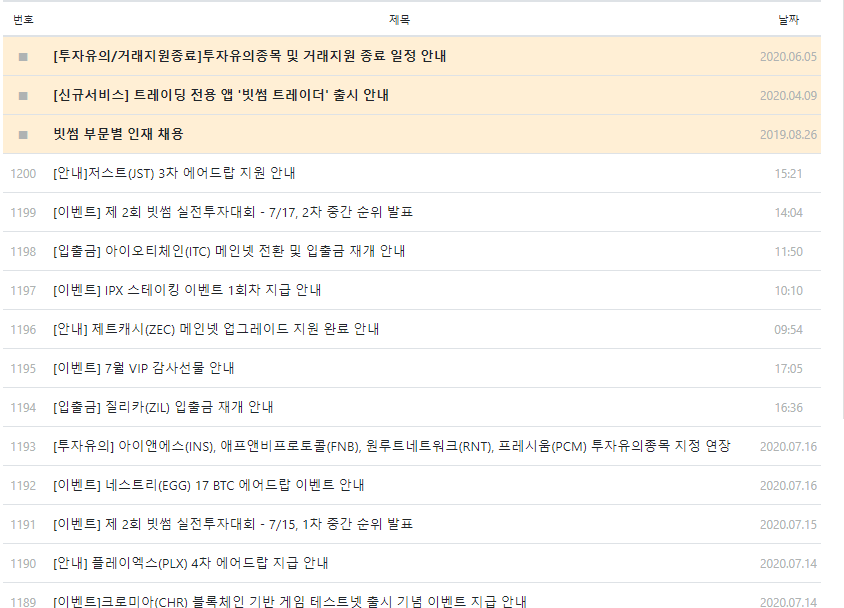 번호 제목 날짜
[투자유의/거래지원종료]투자유의종목 및 거래지원 종료 일정 안내 2020.06.05
[신규서비스] 트레이딩 전용 앱 '빗썸 트레이더' 출시 안내 2020.04.09
빗썸 부문별 인재 채용 2019.08.26
1200 [안내]저스트(JST) 3차 에어드랍 지원 안내 15:21
1199 [이벤트] 제 2회 빗썸 실전투자대회 - 7/17, 2차 중간 순위 발표 14:04
1198 [입출금] 아이오티체인(ITC) 메인넷 전환 및 입출금 재개 안내 11:50
1197 [이벤트] IPX 스테이킹 이벤트 1회차 지급 안내 10:10
1196 [안내] 제트캐시(ZEC) 메인넷 업그레이드 지원 완료 안내 09:54
1195 [이벤트] 7월 VIP 감사선물 안내 17:05
1194 [입출금] 질리카(ZIL) 입출금 재개 안내 16:36
1193 [투자유의] 아이앤에스(INS), 애프앤비프로토콜(FNB), 원루트네트워크(RNT), 프레시움(PCM) 투자유의종목 지정 연장 2020.07.16
1192 [이벤트] 네스트리(EGG) 17 BTC 에어드랍 이벤트 안내 2020.07.16
1191 [이벤트] 제 2회 빗썸 실전투자대회 - 7/15, 1차 중간 순위 발표 2020.07.15
1190 [안내] 플레이엑스(PLX) 4차 에어드랍 지급 안내 2020.07.14
1189 [이벤트]크로미아(CHR) 블록체인 기반 게임 테스트넷 출시 기념 이벤트 지급 안내 2020.07.14